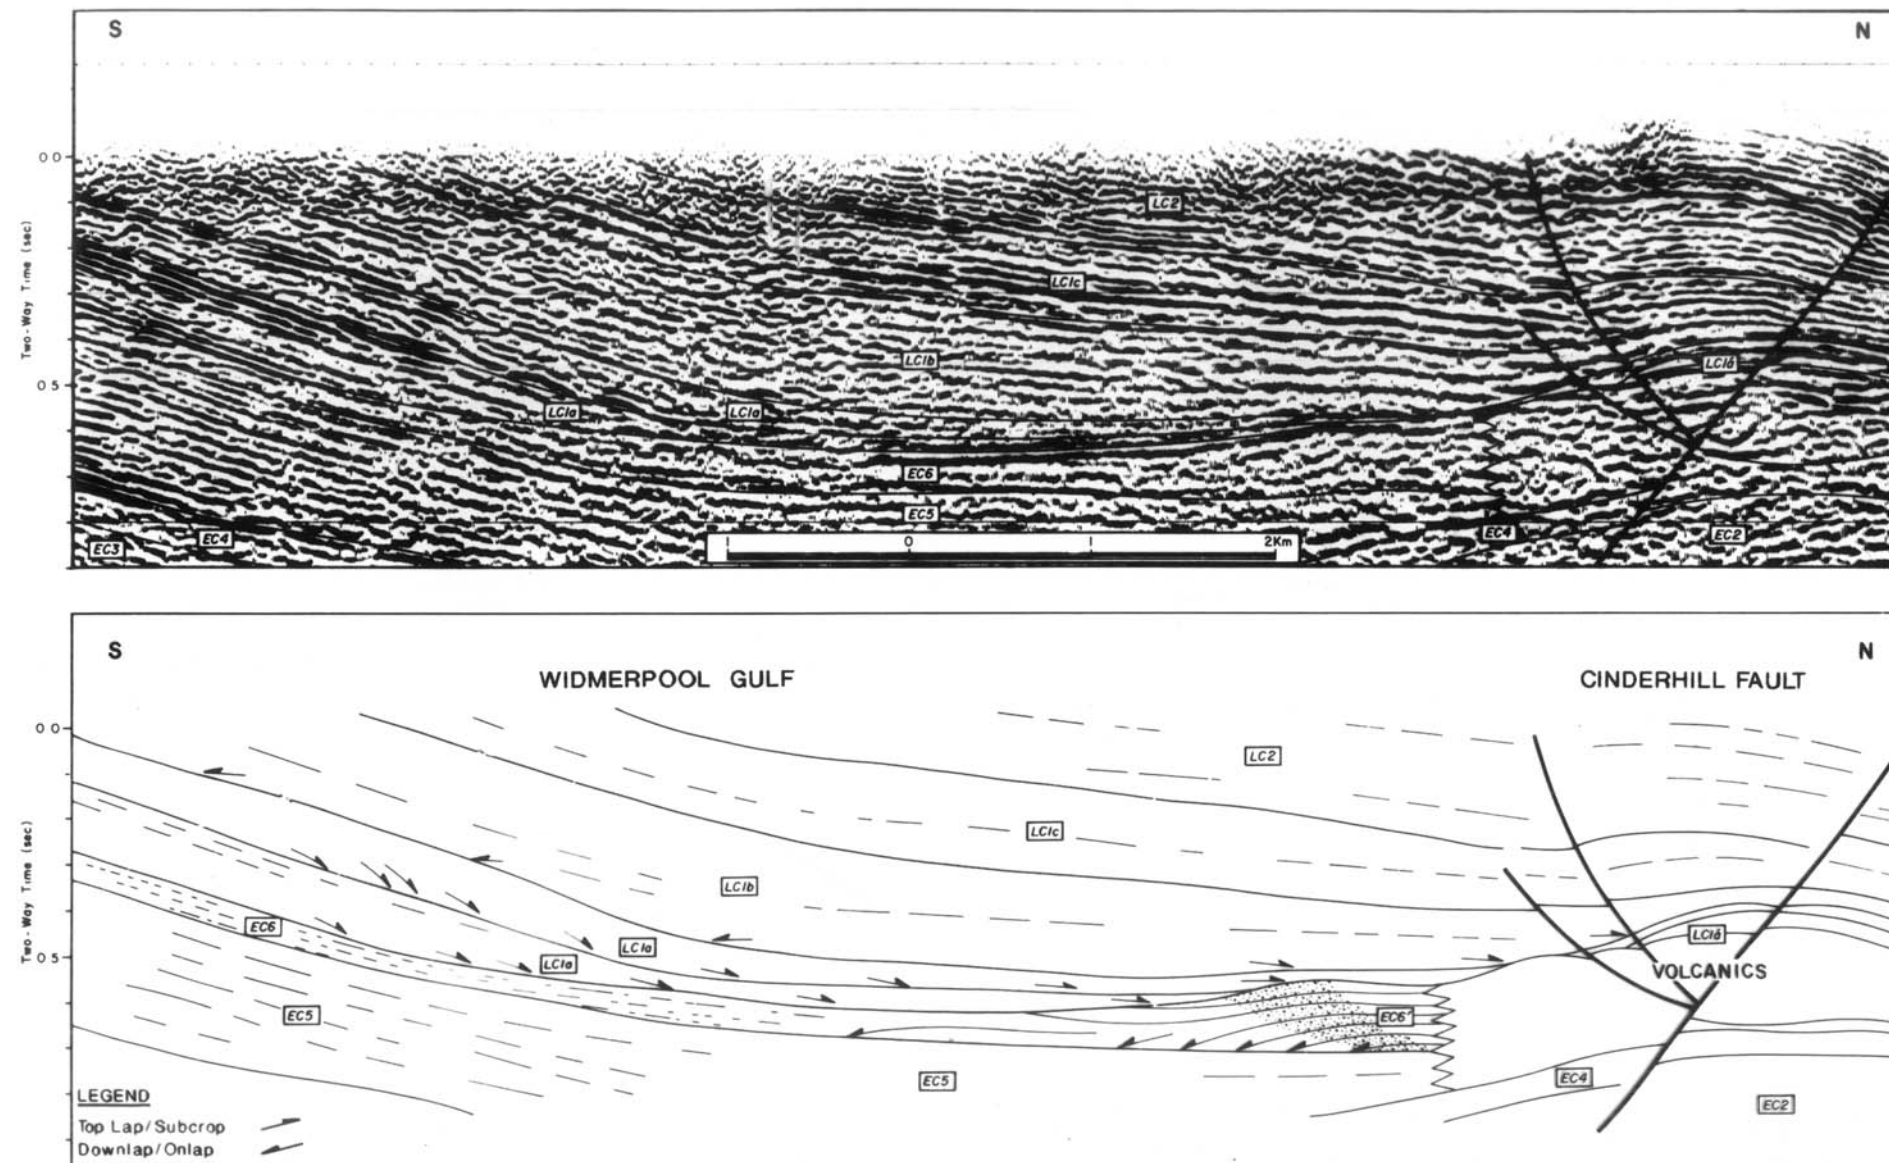 S N
0 0
Two-Way Time (sec)
LC2
LC1c
LC1b
0 5
LC1a LC1a
LC1a
EC6
EC5
EC3 EC4
EC4 EC2
1 0 1 2Km
S N
WIDMERPOOL GULF CINDERHILL FAULT
0 0
LC2
LC1c
Two-Way Time (sec)
LC1b
EC6
LC1a
LC1a
LC1a
0 5
VOLCANICS
EC5
EC6
EC5
EC4
EC2
LEGEND
Top Lap/Subcrop
Downlap/Onlap